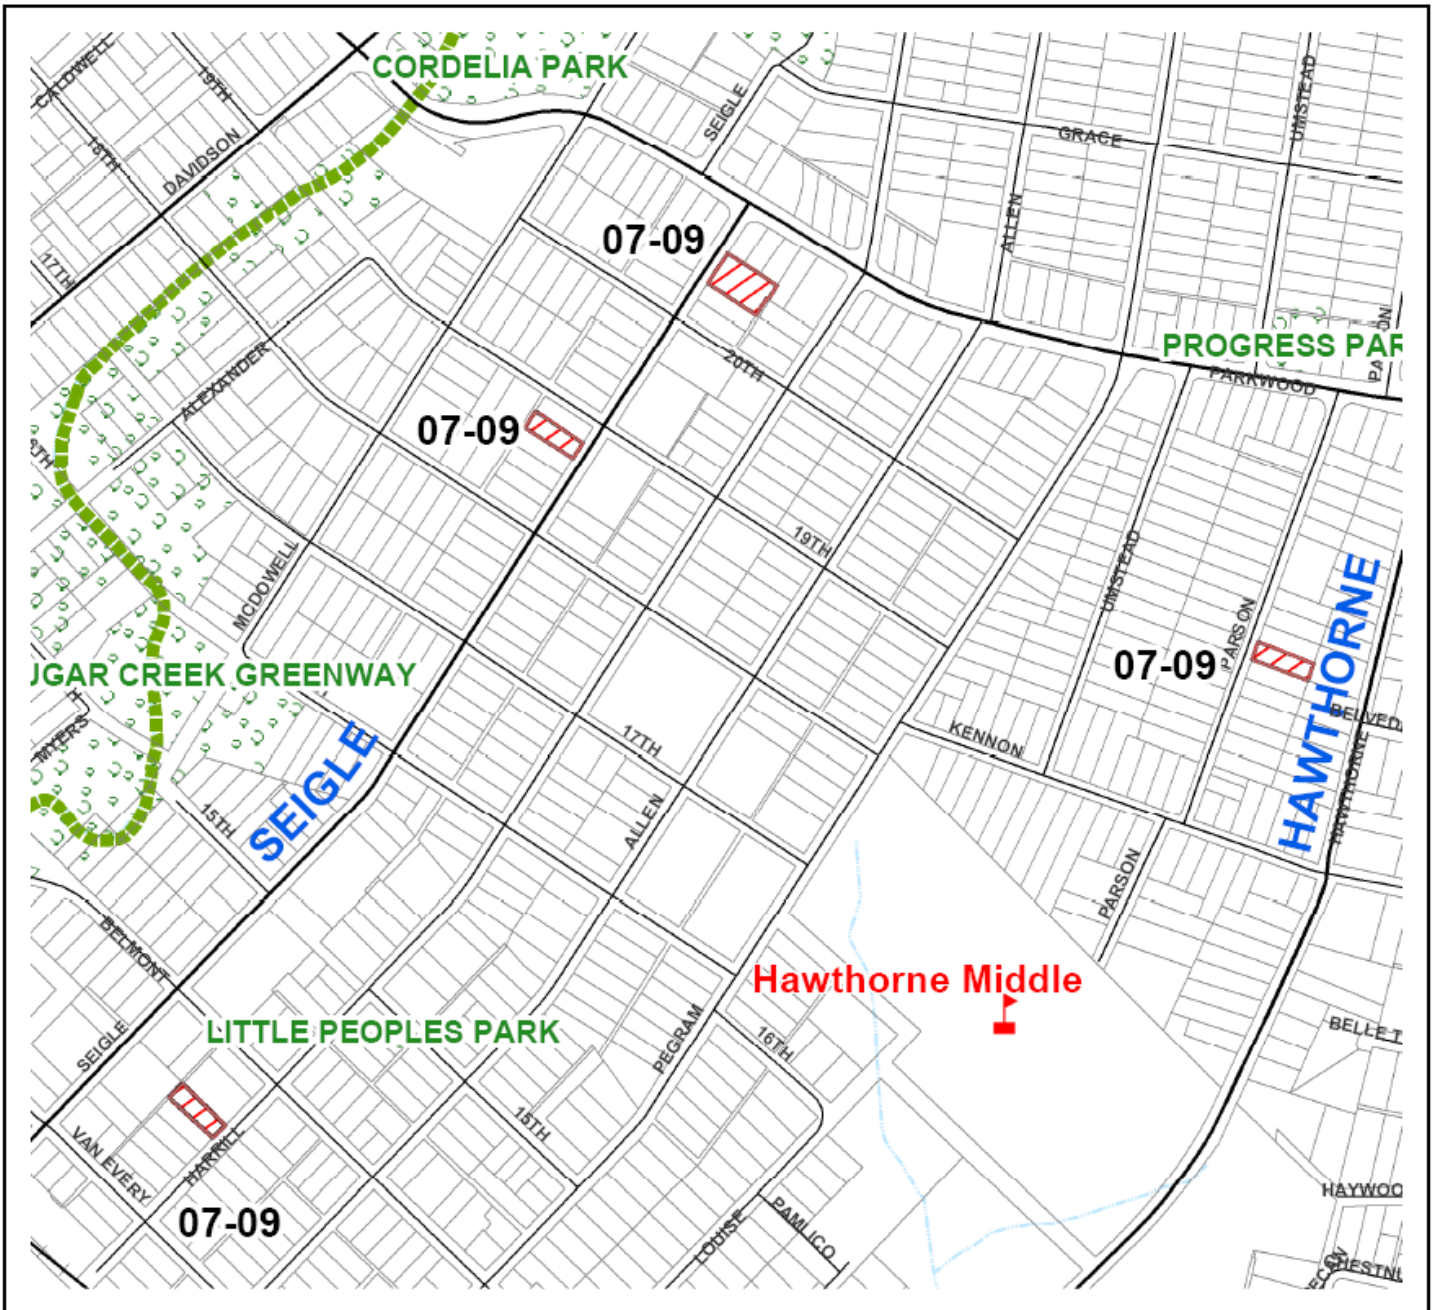 CORDELIA PARK
CALDWELL
19TH
SEIGLE
UMSTEAD
GRACE
18TH
DAVIDSON
ALLEN
07-09
17TH
PROGRESS PAR
PARKWOOD
20TH
ALEXANDER
07-09
19TH
UMSTEAD
MCDOWELL
HAWTHORNE
PARSON
07-09
UGAR CREEK GREENWAY
MYERS
BELVED
KENNON
17TH
SEIGLE
HAWTHORNE
15TH
ALLEN
PARSON
BELMONT
Hawthorne Middle
LITTLE PEOPLES PARK
SEIGLE
PEGRAM
16TH
BELLE T
15TH
VAN EVERY
HARRILL
HAYWOO
07-09
LOUISE
PAMLICO
CHESTNU